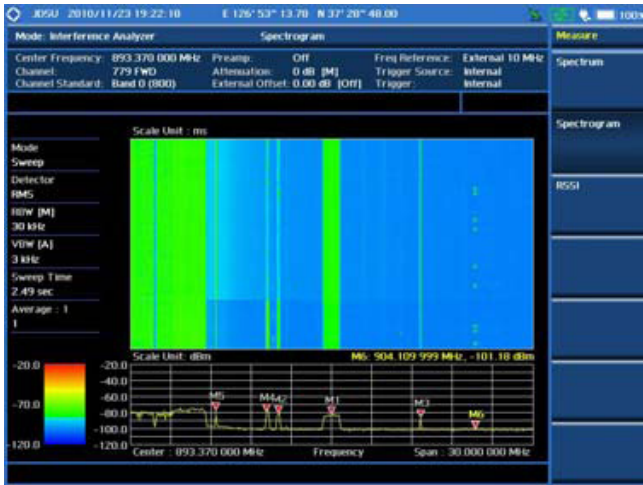 JDSU 2010/11/23 19:22:10 E 126° 53" 13.70 N 37° 28" 48.00 100%
Mode: Interference Analyzer Spectrogram Measure
Center Frequency: 893.370 000 MHz Preamp: Off Freq Reference: External 10 MHz
Channel: 779 FWD Attenuation: 0 dB [M] Trigger Source: Internal
Channel Standard: Band 0 (800) External Offset: 0.00 dB [Off] Trigger: Internal
Spectrum
Spectrogram
RSSI
Scale Unit : ms
Mode
Sweep
Detector
RMS
RBW [M]
30 kHz
VBW [A]
3 kHz
Sweep Time
2.49 sec
Average : 1
1
Scale Unit: dBm M6: 904.109 999 MHz, -101.18 dBm
-20.0 -20.0
-40.0
-60.0
-70.0 -80.0
-100.0
-120.0 -120.0
M5 M4 M2 M1 M3 M6
Center : 893.370 000 MHz Frequency Span : 30.000 000 MHz